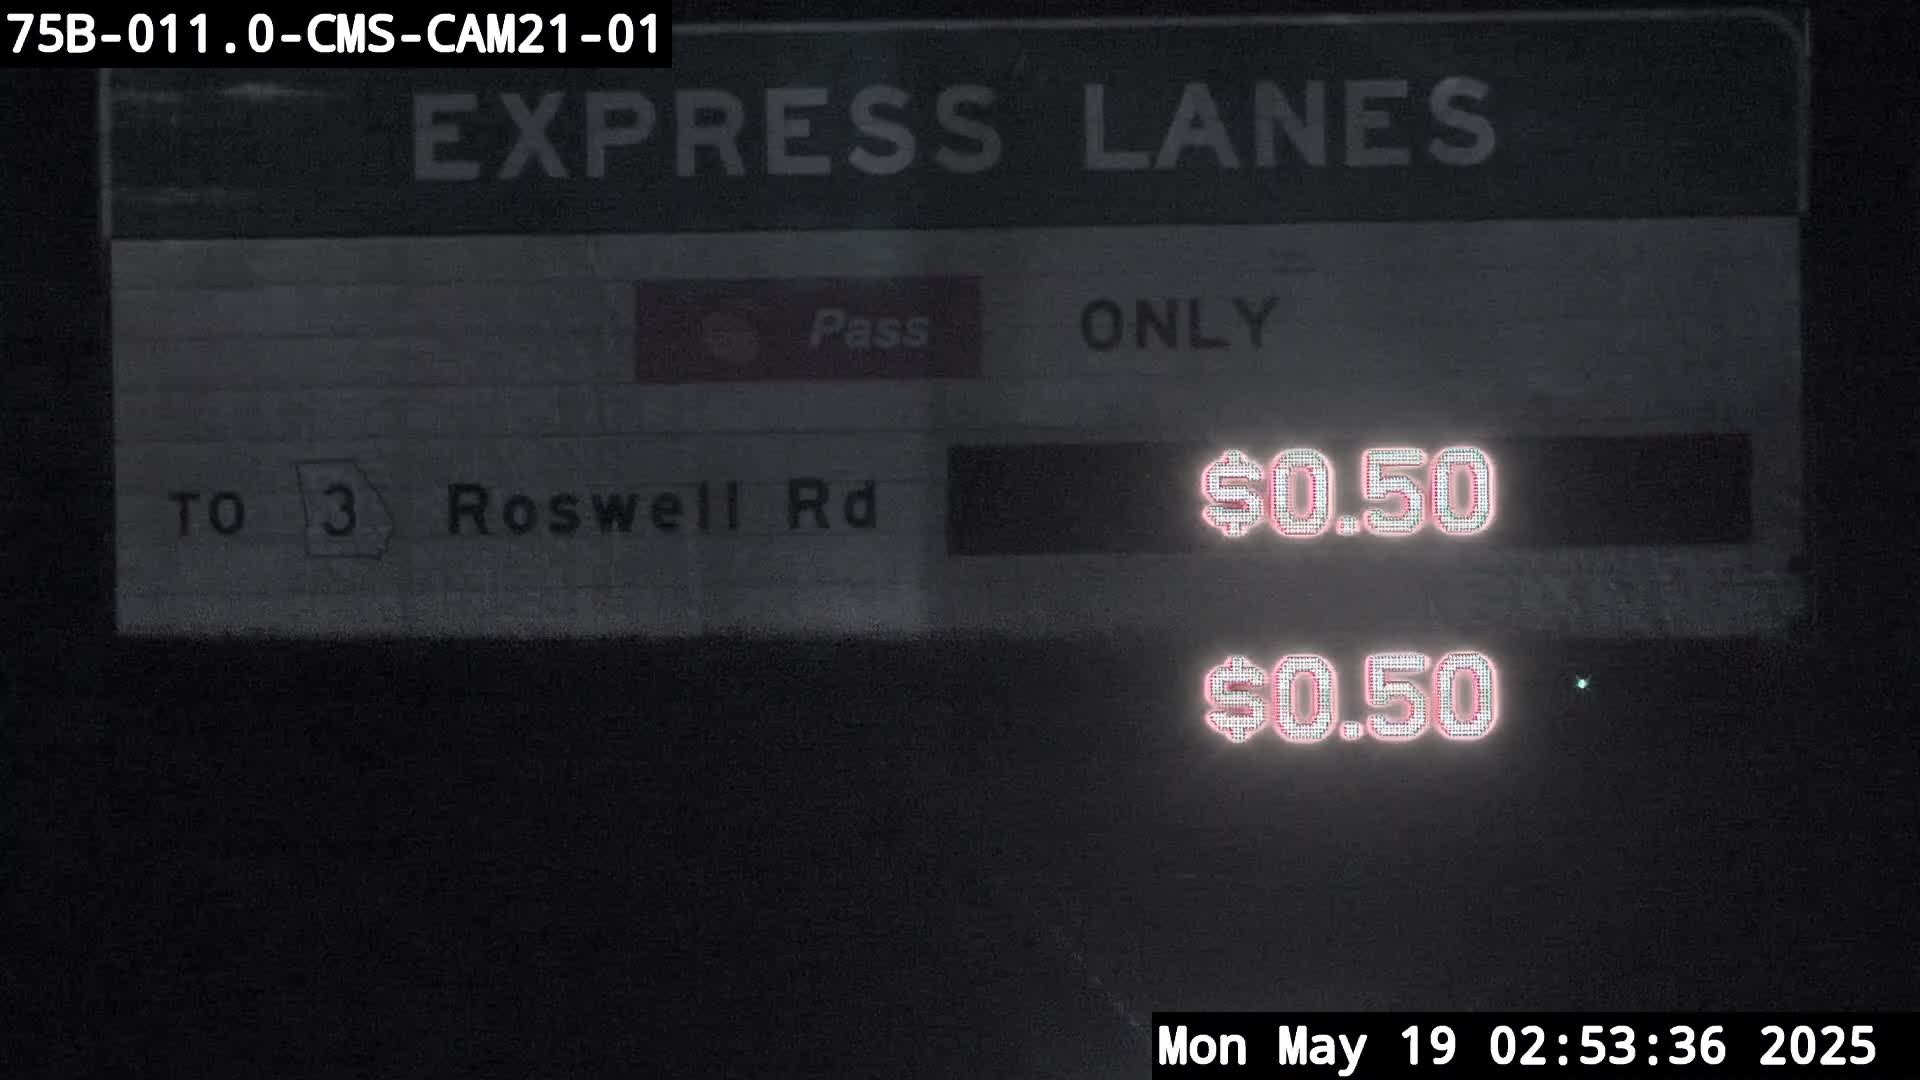 75B-011.0-CMS-CAM21-01
EXPRESS LANES
Pass ONLY
TO 3 Roswell Rd $0.50
$0.50
Mon May 19 02:53:36 2025